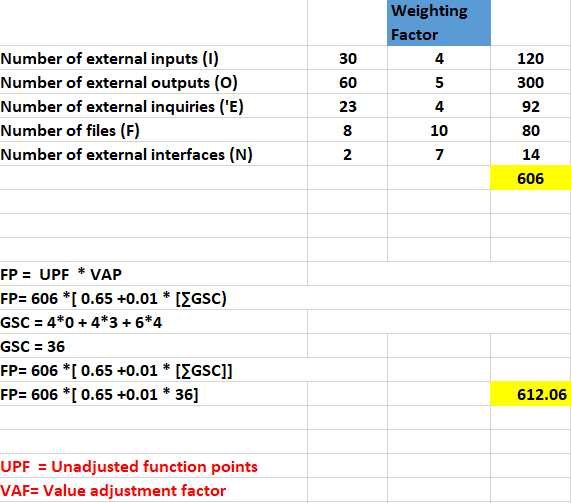 Weighting
Factor
Number of external inputs (I) 30 4 120
Number of external outputs (O) 60 5 300
Number of external inquiries ('E) 23 4 92
Number of files (F) 8 10 80
Number of external interfaces (N) 2 7 14
606
FP = UPF * VAP
FP= 606 *[ 0.65 +0.01 * [∑GSC)
GSC = 4*0 + 4*3 + 6*4
GSC = 36
FP= 606 *[ 0.65 +0.01 * [∑GSC]]
FP= 606 *[ 0.65 +0.01 * 36] 612.06
UPF = Unadjusted function points
VAF= Value adjustment factor